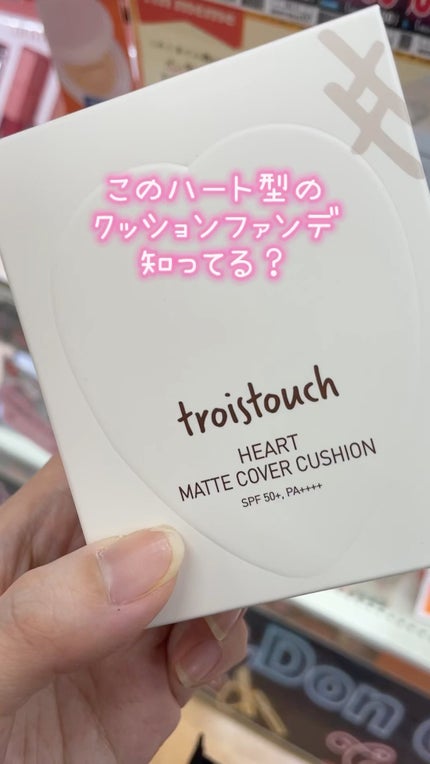 このハート型の
クッションファンデ
知ってる？
troistouch
HEART
MATTE COVER CUSHION
SPF 50+, PA++++
Don